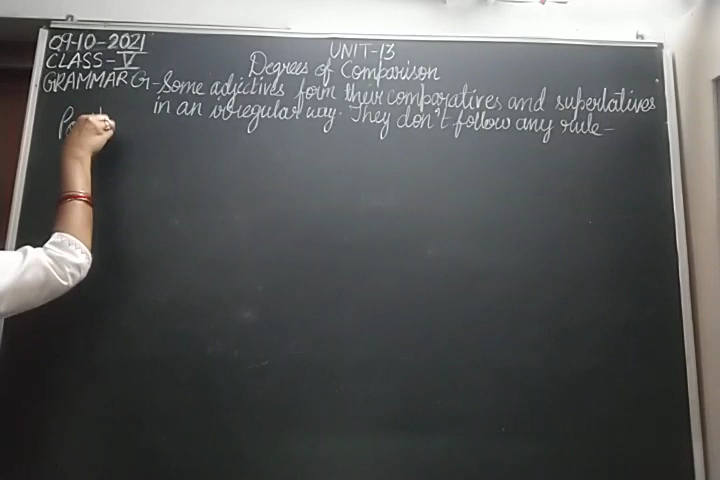 09-10-2021
UNIT-13
CLASS-V
Degrees of Comparison
GRAMMAR G-Some adjectives form their comparatives and superlatives
in an irregular way. They don't follow any rule-